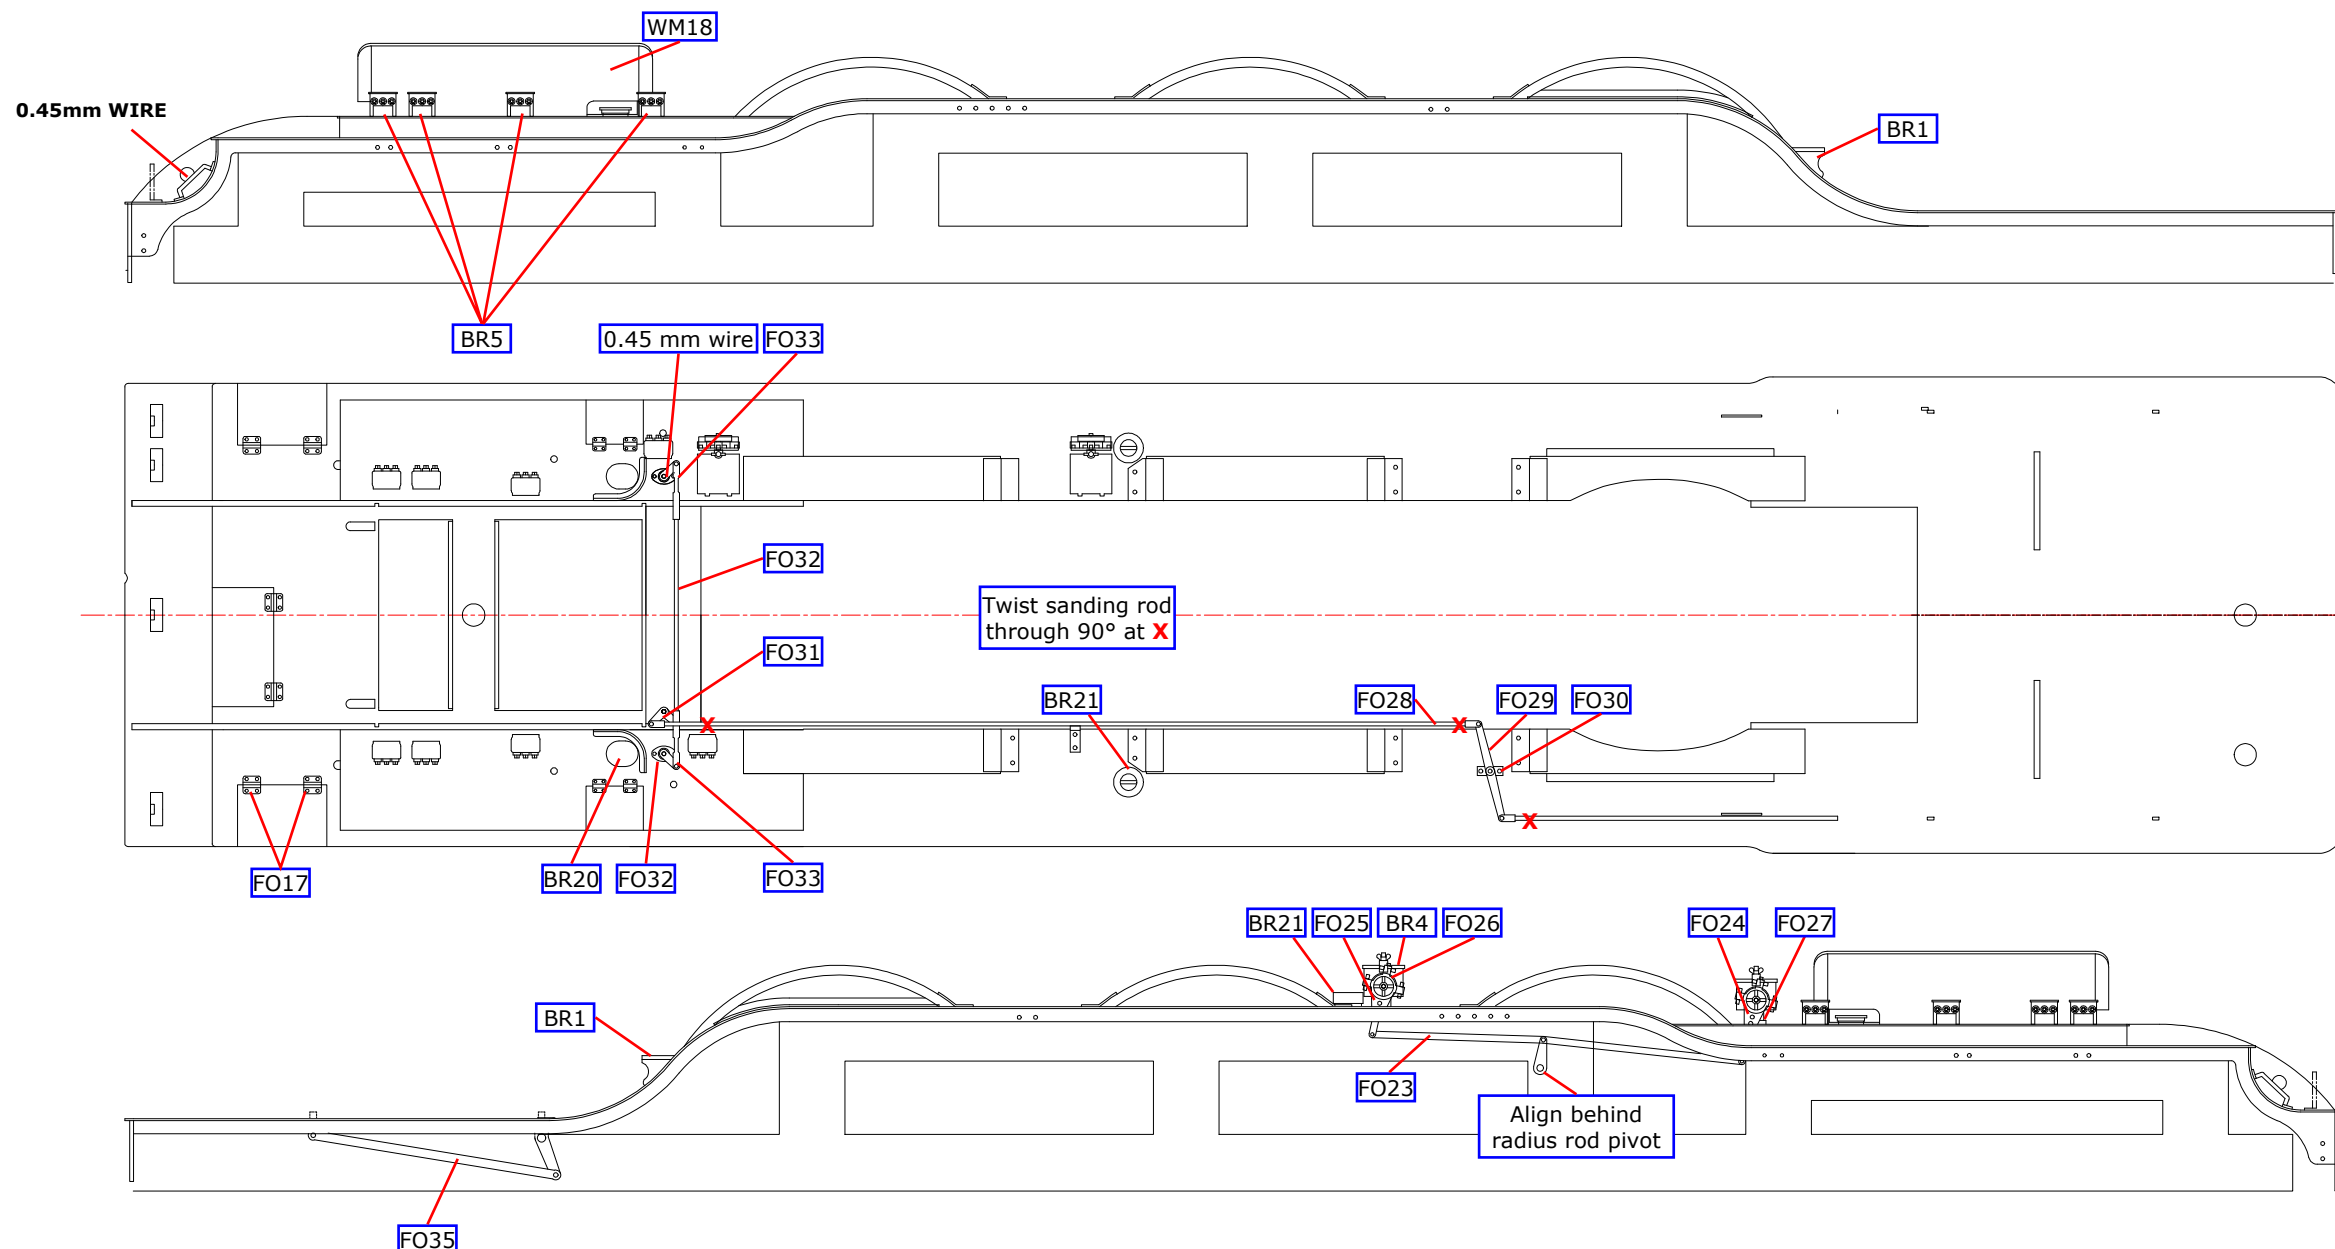 WM18
0.45mm WIRE
BR1
BR5
0.45 mm wire
FO33
FO32
Twist sanding rod
through 90° at X
FO31
BR21
FO28
FO29
FO30
X
X
X
FO17
BR20
FO32
FO33
BR21
FO25
BR4
FO26
FO24
FO27
BR1
FO23
Align behind
radius rod pivot
FO35